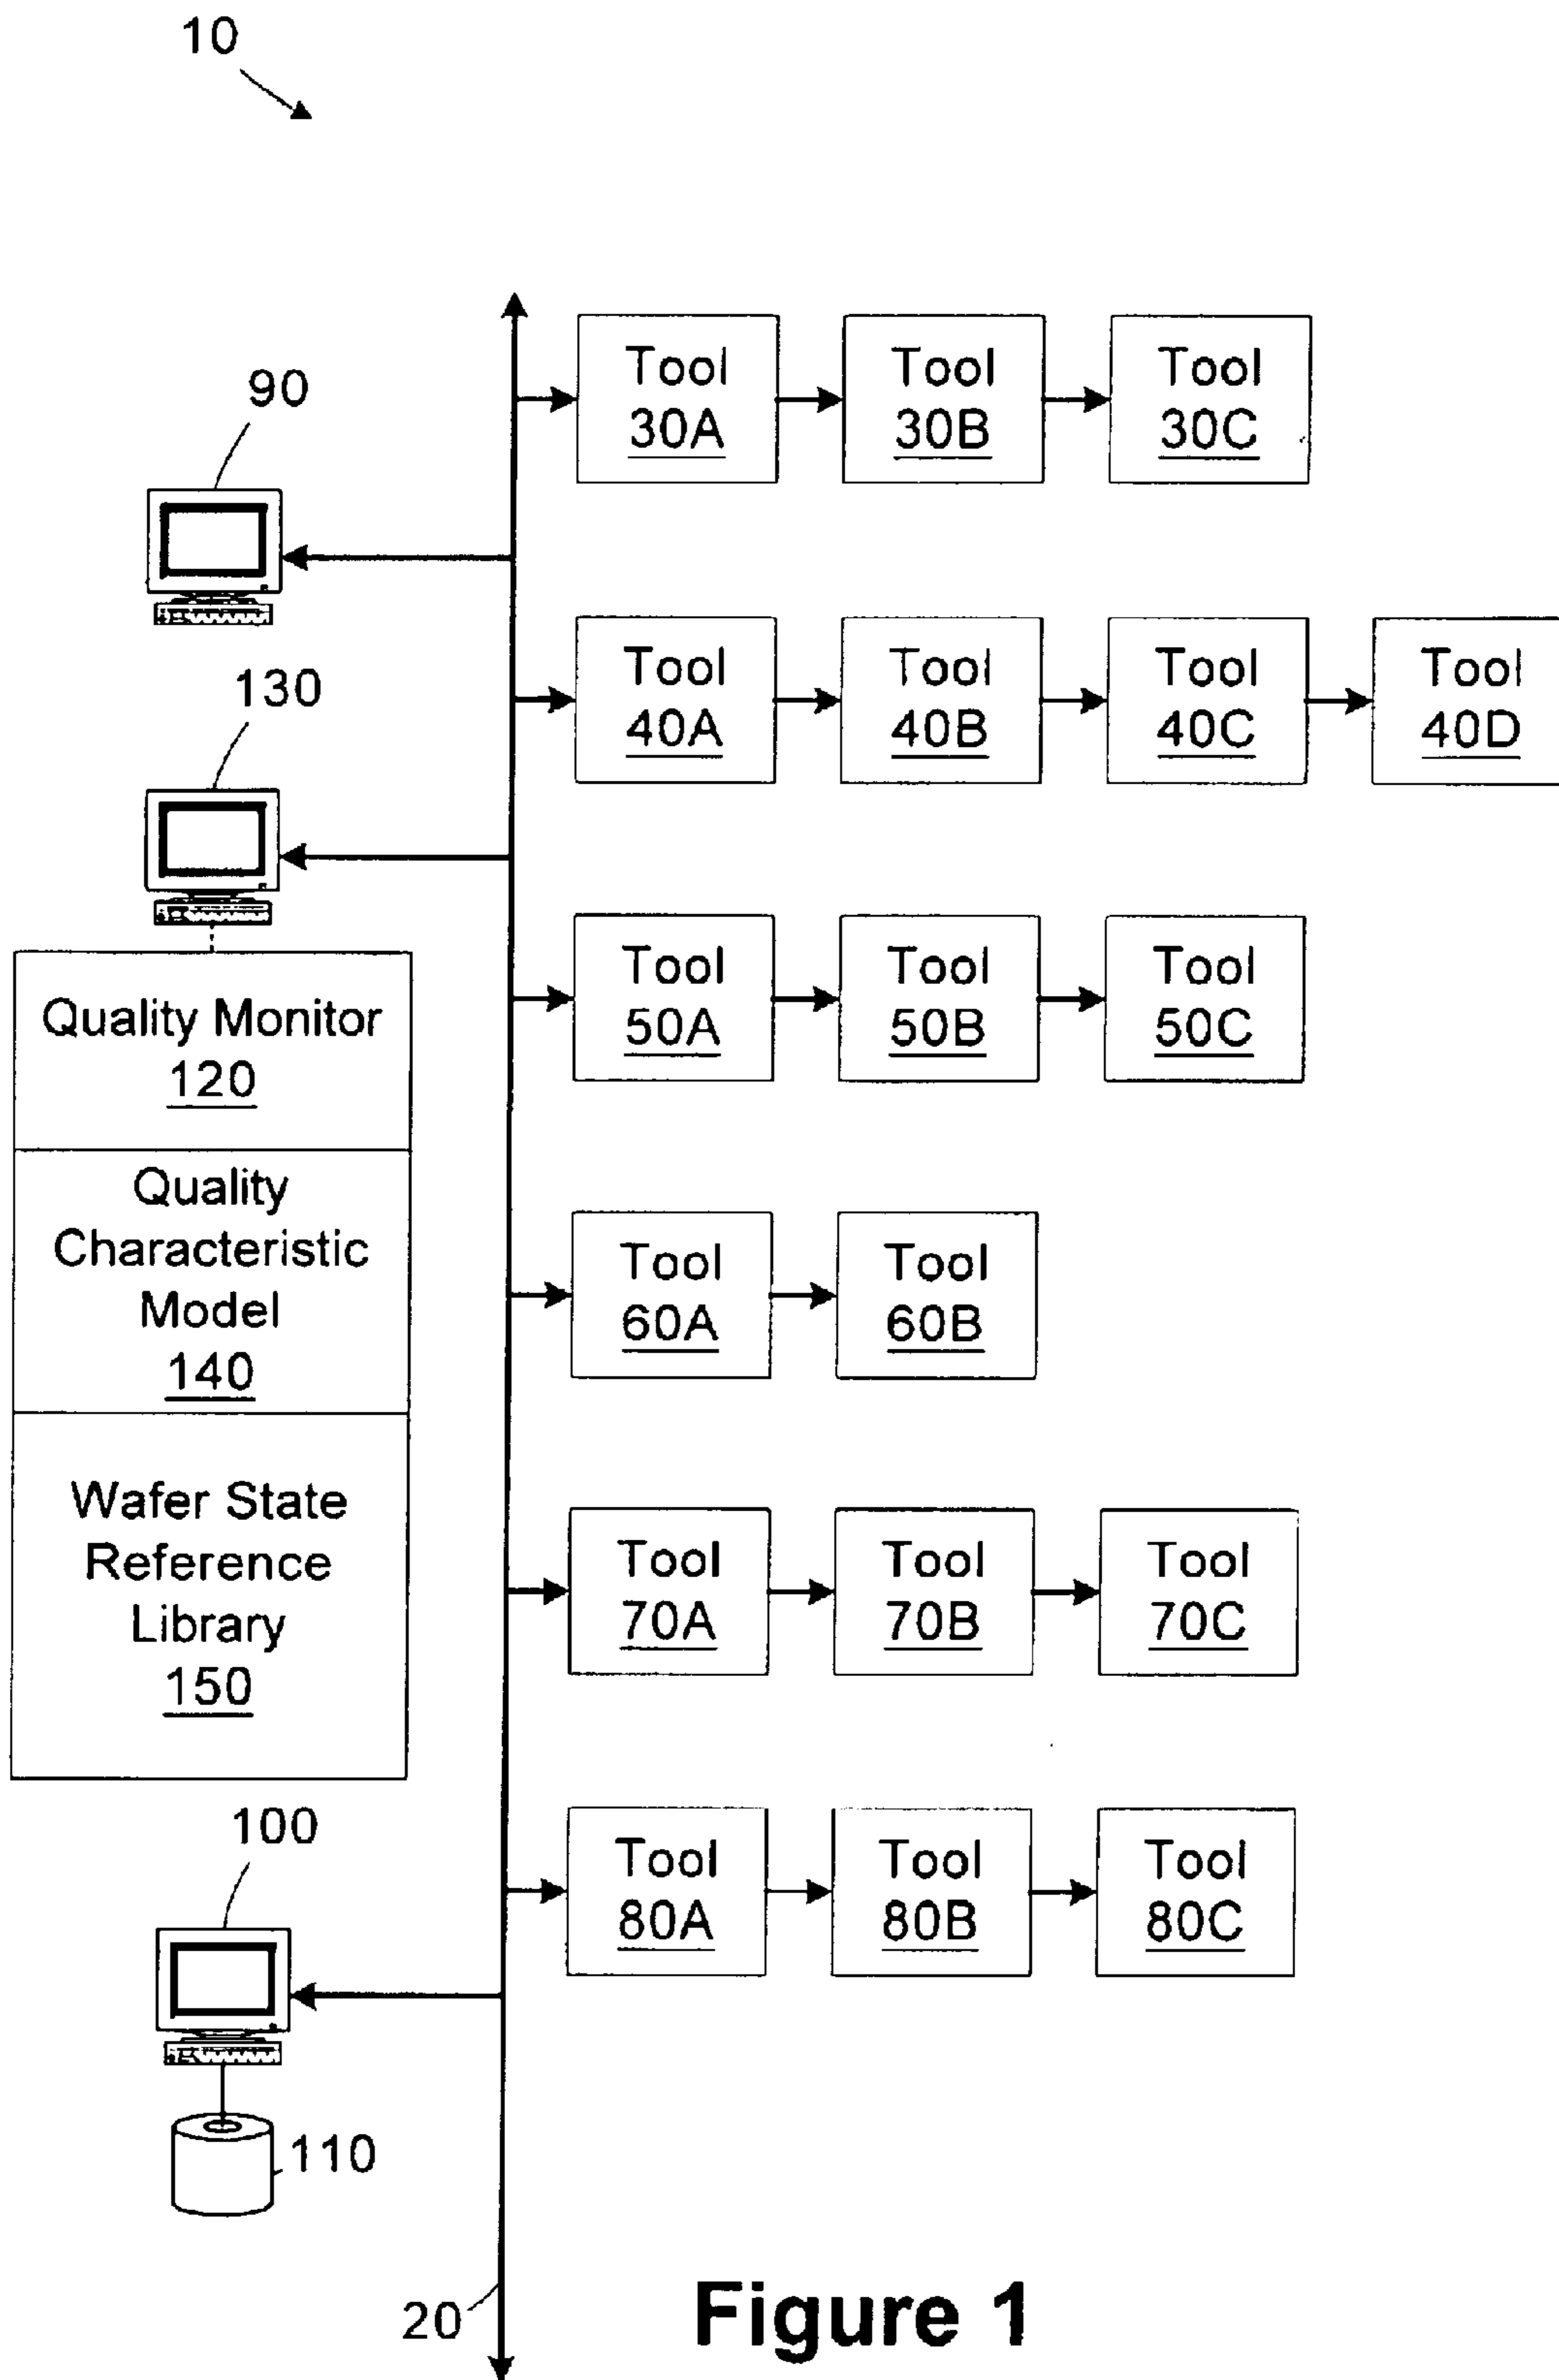 10
90
Tool
30A
Tool
30B
Tool
30C
130
Tool
40A
Tool
40B
Tool
40C
Tool
40D
Quality Monitor
120
Quality
Characteristic
Model
140
Wafer State
Reference
Library
150
Tool
50A
Tool
50B
Tool
50C
Tool
60A
Tool
60B
Tool
70A
Tool
70B
Tool
70C
100
Tool
80A
Tool
80B
Tool
80C
110
20
Figure 1